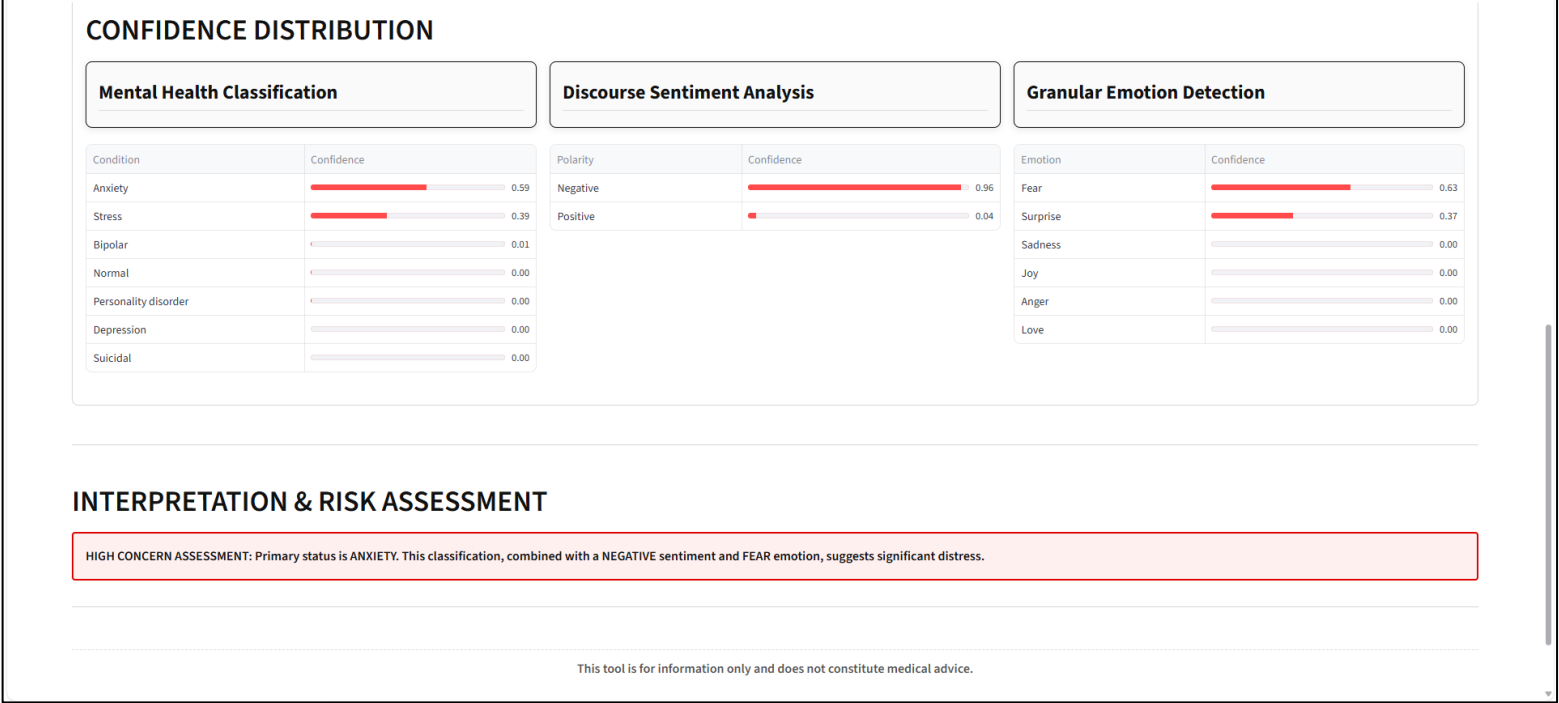 CONFIDENCE DISTRIBUTION
Mental Health Classification
Condition Confidence
Anxiety 0.59
Stress 0.39
Bipolar 0.01
Normal 0.00
Personality disorder 0.00
Depression 0.00
Suicidal 0.00
Discourse Sentiment Analysis
Polarity Confidence
Negative 0.96
Positive 0.04
Granular Emotion Detection
Emotion Confidence
Fear 0.63
Surprise 0.37
Sadness 0.00
Joy 0.00
Anger 0.00
Love 0.00
INTERPRETATION & RISK ASSESSMENT
HIGH CONCERN ASSESSMENT: Primary status is ANXIETY. This classification, combined with a NEGATIVE sentiment and FEAR emotion, suggests significant distress.
This tool is for information only and does not constitute medical advice.